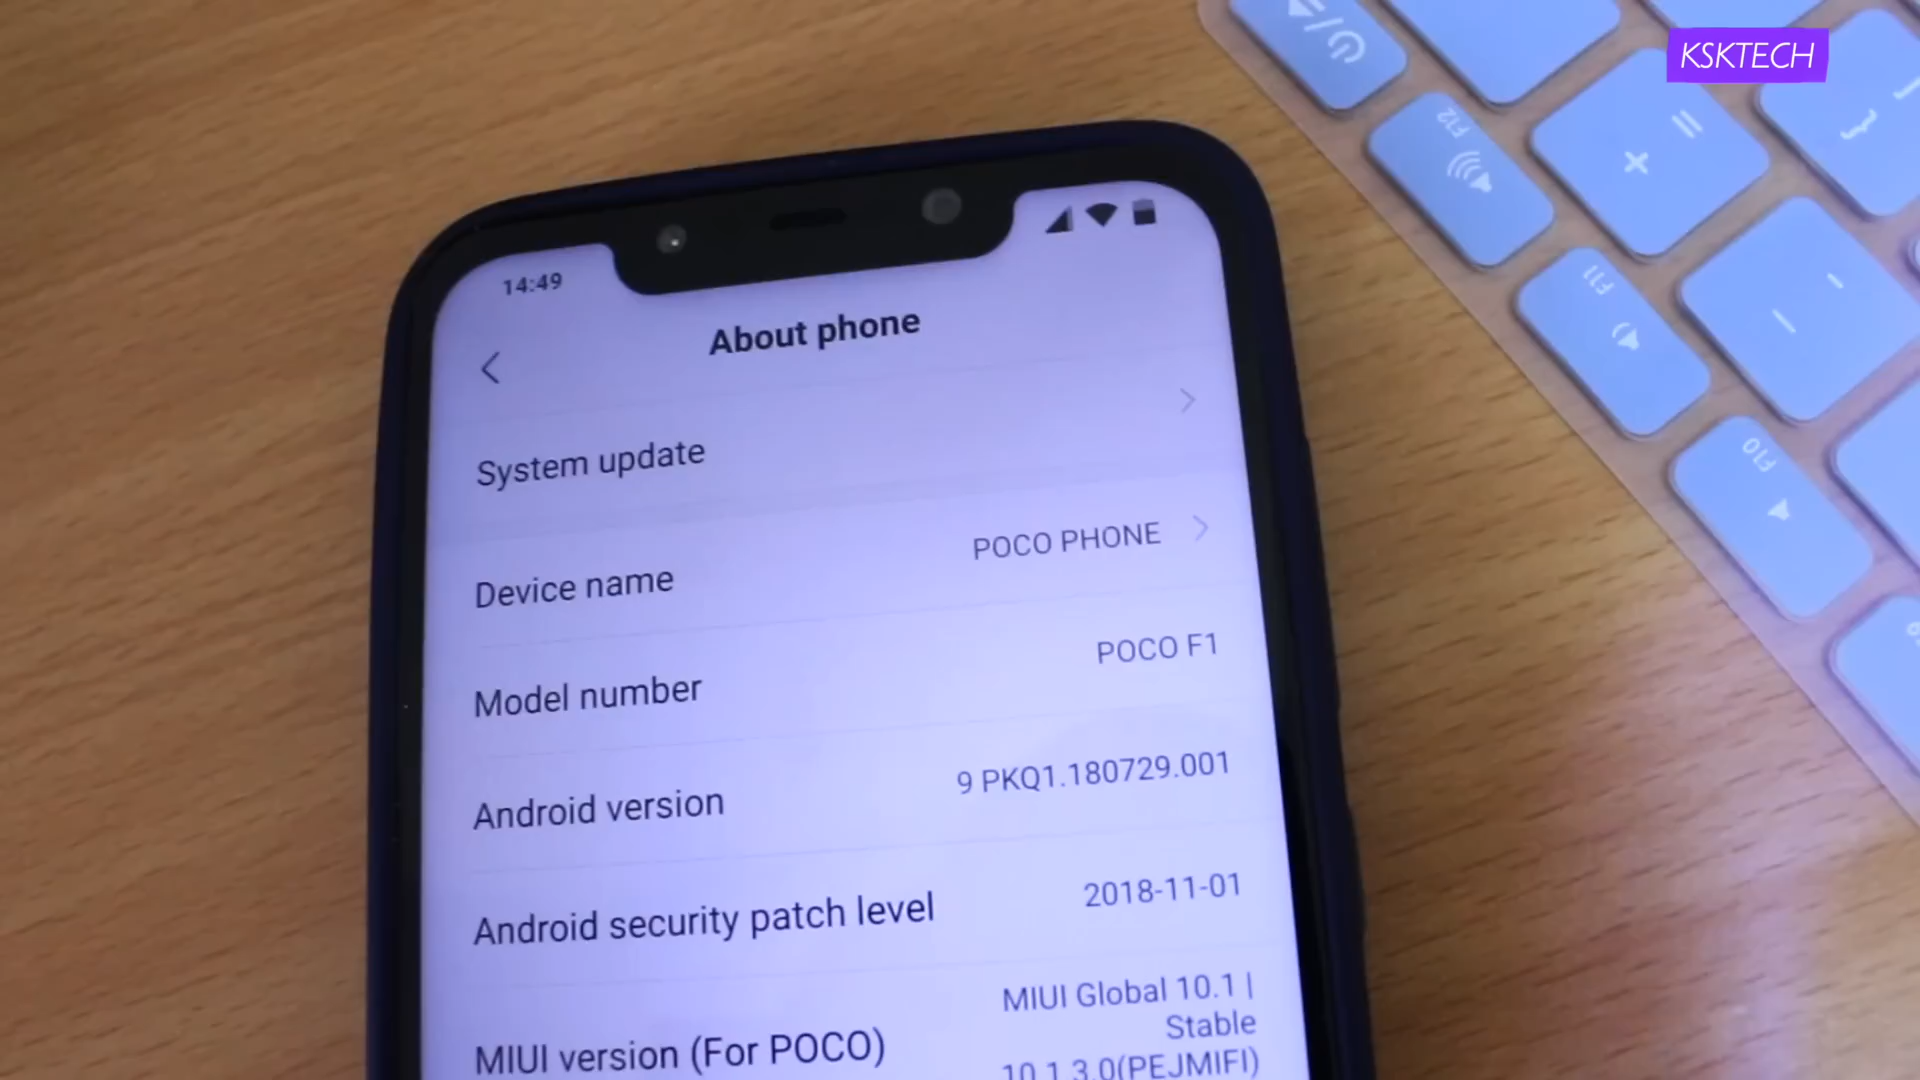 KSKTECH
14:49
About phone
System update
Device name POCO PHONE
Model number POCO F1
Android version 9 PKQ1.180729.001
Android security patch level 2018-11-01
MIUI version (For POCO) MIUI Global 10.1 |
Stable
10.1.3.0(PEJMIFI)
F12
=
+
}
F11
-
–
F10